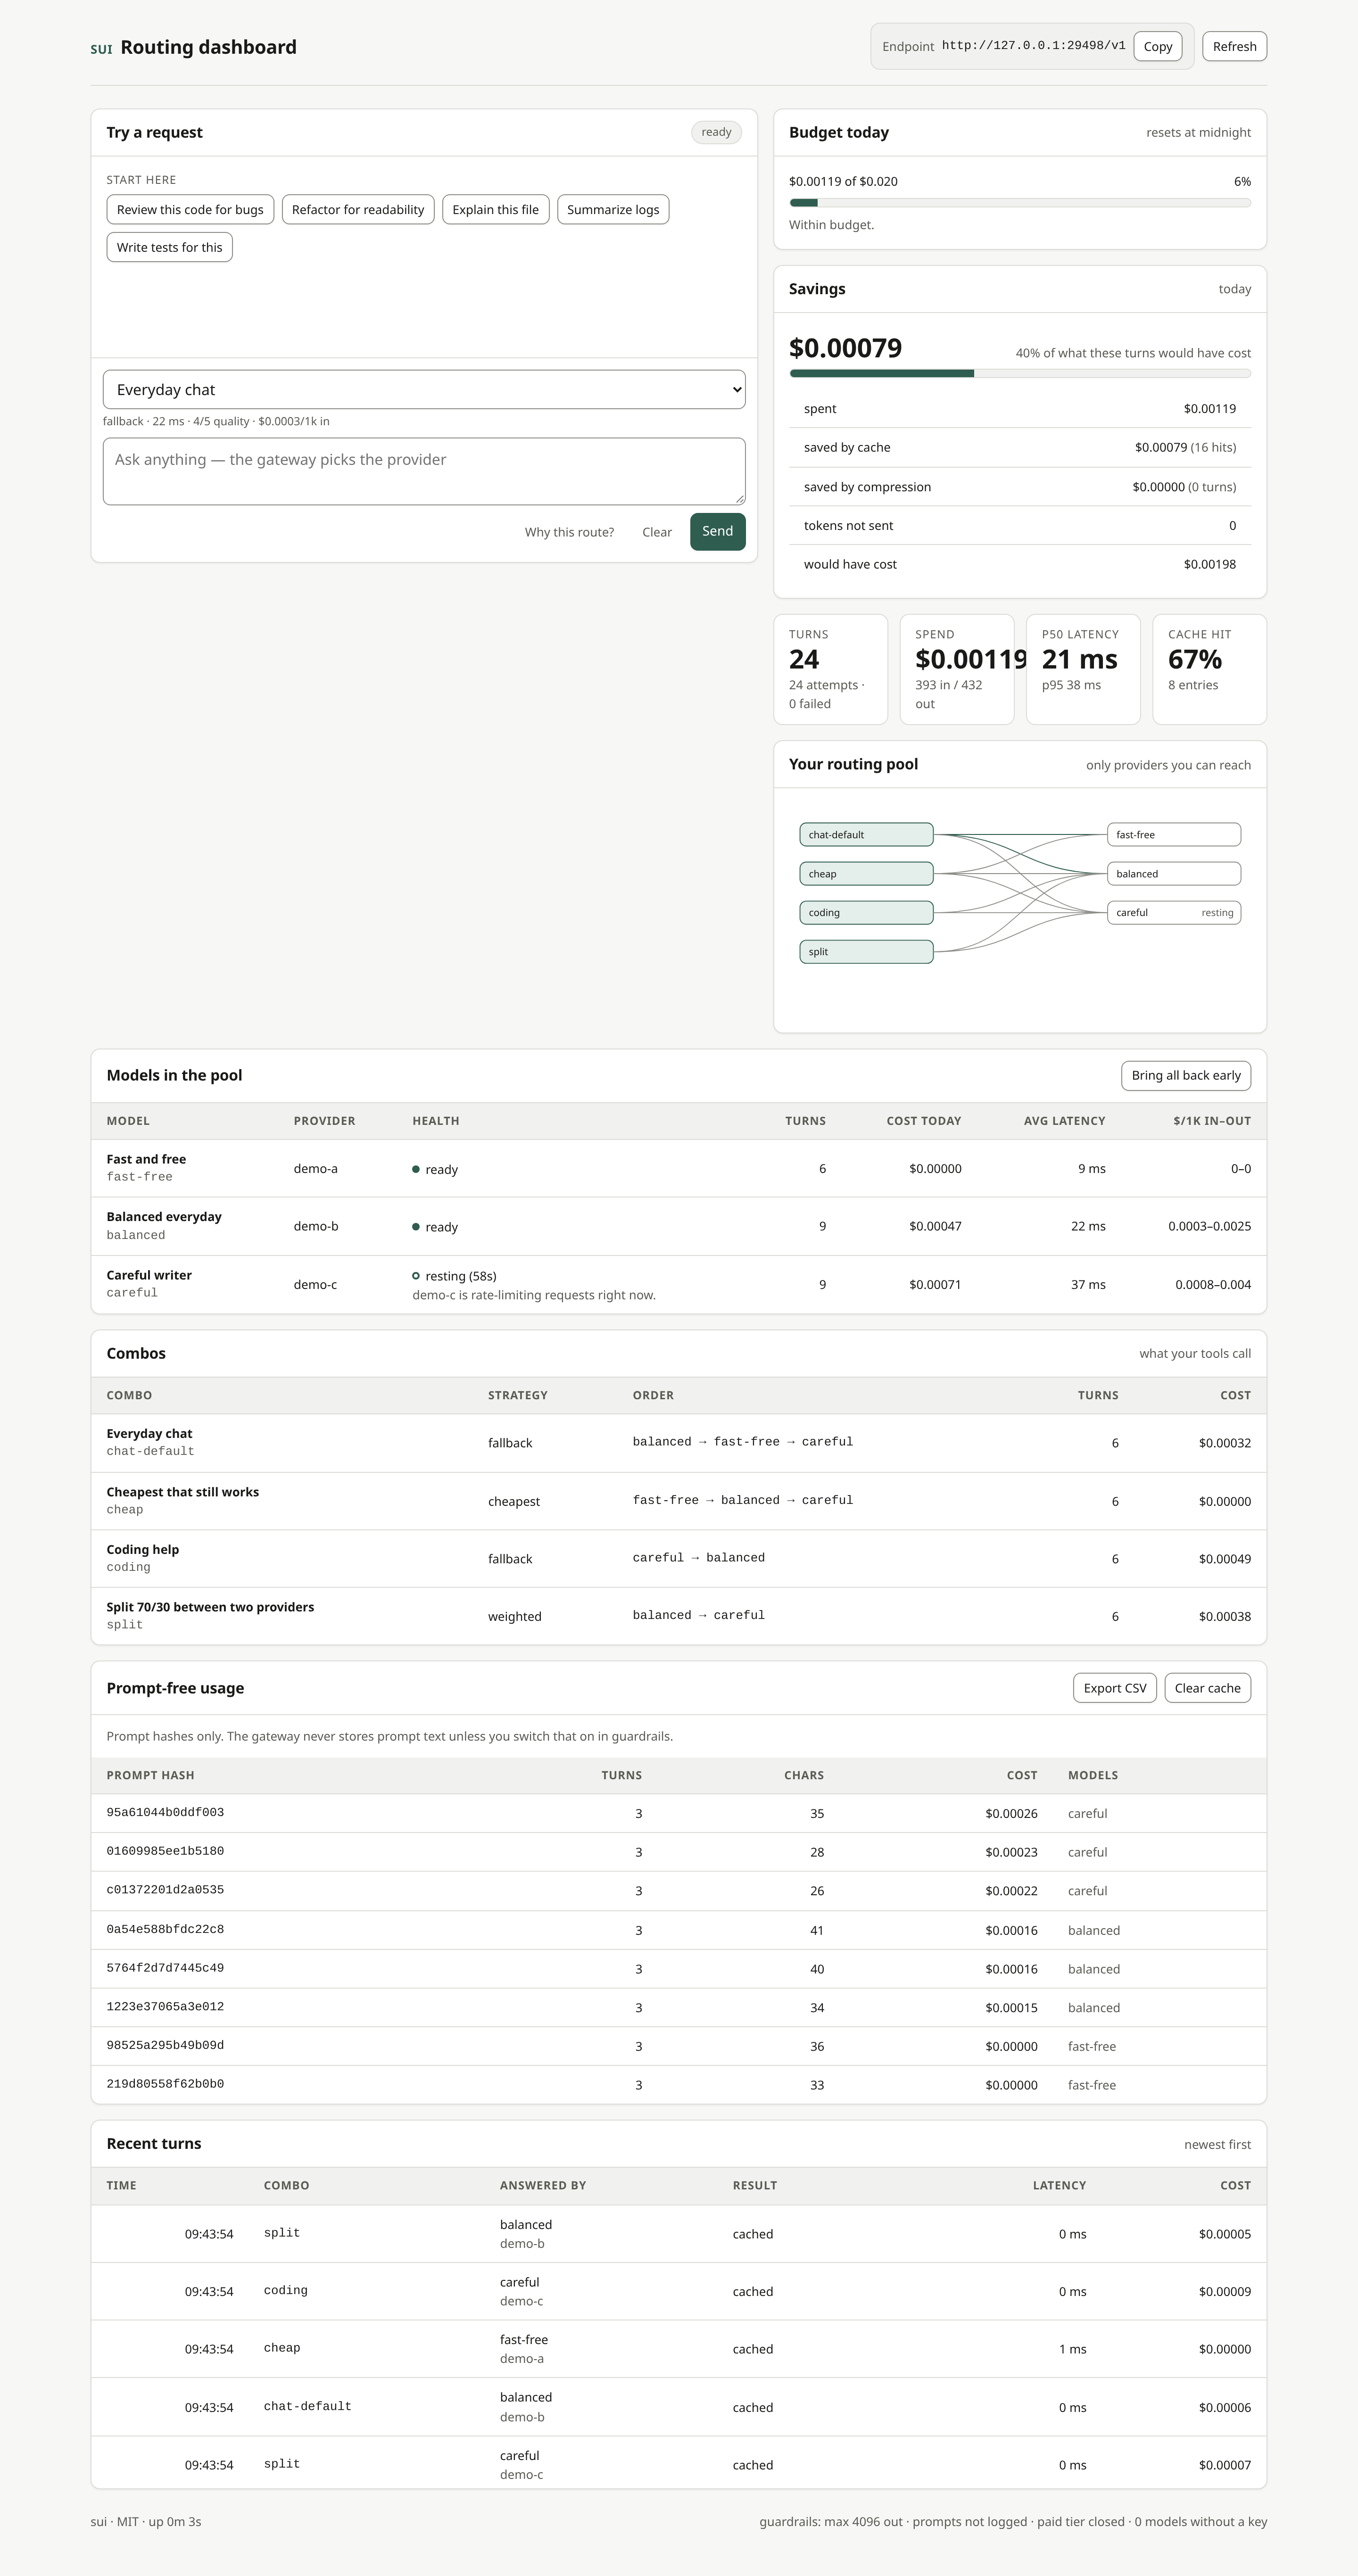 SUI Routing dashboard
Endpoint http://127.0.0.1:29498/v1 Copy Refresh
Try a request ready
START HERE
Review this code for bugs Refactor for readability Explain this file Summarize logs
Write tests for this
Everyday chat
fallback · 22 ms · 4/5 quality · $0.0003/1k in
Ask anything — the gateway picks the provider
Why this route? Clear Send
Budget today resets at midnight
$0.00119 of $0.020 6%
Within budget.
Savings today
$0.00079 40% of what these turns would have cost
spent $0.00119
saved by cache $0.00079 (16 hits)
saved by compression $0.00000 (0 turns)
tokens not sent 0
would have cost $0.00198
TURNS
24
24 attempts ·
0 failed
SPEND
$0.00119
393 in / 432
out
P50 LATENCY
21 ms
p95 38 ms
CACHE HIT
67%
8 entries
Your routing pool only providers you can reach
chat-default fast-free
cheap balanced
coding careful resting
split
Models in the pool Bring all back early
MODEL PROVIDER HEALTH TURNS COST TODAY AVG LATENCY $/1K IN–OUT
Fast and free
fast-free demo-a ready 6 $0.00000 9 ms 0–0
Balanced everyday
balanced demo-b ready 9 $0.00047 22 ms 0.0003–0.0025
Careful writer
careful demo-c resting (58s) 9 $0.00071 37 ms 0.0008–0.004
demo-c is rate-limiting requests right now.
Combos what your tools call
COMBO STRATEGY ORDER TURNS COST
Everyday chat
chat-default fallback balanced → fast-free → careful 6 $0.00032
Cheapest that still works
cheap cheapest fast-free → balanced → careful 6 $0.00000
Coding help
coding fallback careful → balanced 6 $0.00049
Split 70/30 between two providers
split weighted balanced → careful 6 $0.00038
Prompt-free usage Export CSV Clear cache
Prompt hashes only. The gateway never stores prompt text unless you switch that on in guardrails.
PROMPT HASH TURNS CHARS COST MODELS
95a61044b0ddf003 3 35 $0.00026 careful
01609985ee1b5180 3 28 $0.00023 careful
c01372201d2a0535 3 26 $0.00022 careful
0a54e588bfdc22c8 3 41 $0.00016 balanced
5764f2d7d7445c49 3 40 $0.00016 balanced
1223e37065a3e012 3 34 $0.00015 balanced
98525a295b49b09d 3 36 $0.00000 fast-free
219d80558f62b0b0 3 33 $0.00000 fast-free
Recent turns newest first
TIME COMBO ANSWERED BY RESULT LATENCY COST
09:43:54 split balanced cached 0 ms $0.00005
demo-b
09:43:54 coding careful cached 0 ms $0.00009
demo-c
09:43:54 cheap fast-free cached 1 ms $0.00000
demo-a
09:43:54 chat-default balanced cached 0 ms $0.00006
demo-b
09:43:54 split careful cached 0 ms $0.00007
demo-c
sui · MIT · up 0m 3s guardrails: max 4096 out · prompts not logged · paid tier closed · 0 models without a key